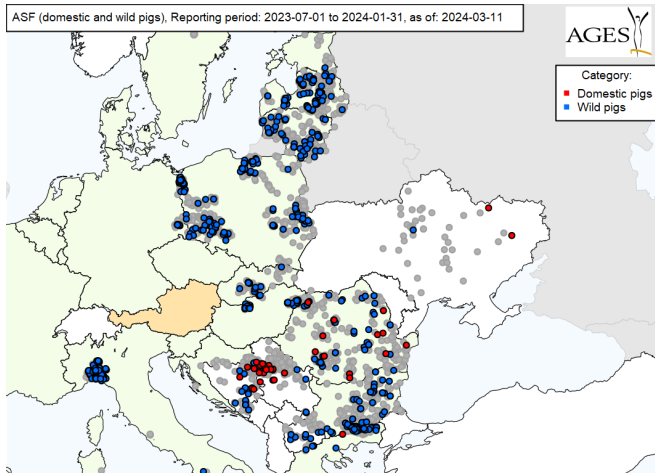 ASF (domestic and wild pigs), Reporting period: 2023-07-01 to 2024-01-31, as of: 2024-03-11
AGES
Category:
Domestic pigs
Wild pigs